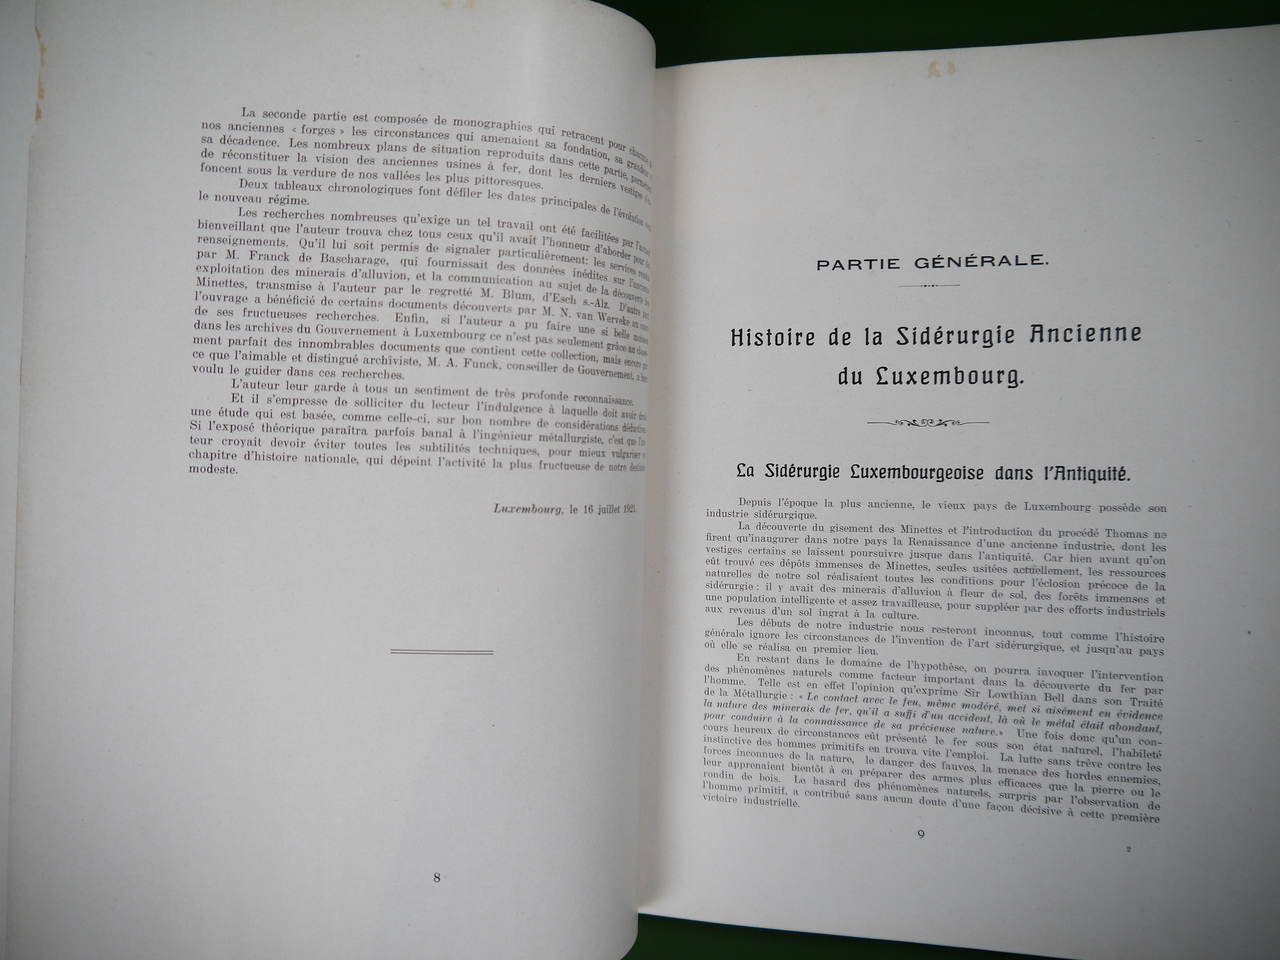 La seconde partie est composée de monographies qui retracent pour chacune
nos anciennes « forges » les circonstances qui amenaient sa fondation, sa grandeur
sa décadence. Les nombreux plans de situation reproduits dans cette partie, permettent
de réconstituer la vision des anciennes usines à fer, dont les derniers vestiges
foncent sous la verdure de nos vallées les plus pittoresques.
Deux tableaux chronologiques font défiler les dates principales de l'évolution
le nouveau régime.
Les recherches nombreuses qu'exige un tel travail ont été facilitées par l'accueil
bienveillant que l'auteur trouva chez tous ceux qu'il avait l'honneur d'aborder pour des
renseignements. Qu'il lui soit permis de signaler particulièrement: les services rendus
par M. Franck de Bascharage, qui fournissait des données inédites sur l'ancienne
exploitation des minerais d'alluvion, et la communication au sujet de la découverte des
Minettes, transmise à l'auteur par le regretté M. Blum, d'Esch s.-Alz. D'autre part
l'ouvrage a bénéficié de certains documents découverts par M. N. van Werveke au cours
de ses fructueuses recherches. Enfin, si l'auteur a pu faire une si belle moisson
dans les archives du Gouvernement à Luxembourg ce n'est pas seulement grâce au classe-
ment parfait des innombrables documents que contient cette collection, mais encore par
ce que l'aimable et distingué archiviste, M. A. Funck, conseiller de Gouvernement, a bien
voulu le guider dans ces recherches.
L'auteur leur garde à tous un sentiment de très profonde reconnaissance.
Et il s'empresse de solliciter du lecteur l'indulgence à laquelle doit avoir droit
une étude qui est basée, comme celle-ci, sur bon nombre de considérations déductives.
Si l'exposé théorique paraîtra parfois banal à l'ingénieur métallurgiste, c'est que l'au-
teur croyait devoir éviter toutes les subtilités techniques, pour mieux vulgariser
chapitre d'histoire nationale, qui dépeint l'activité la plus fructueuse de notre destinée
modeste.
Luxembourg, le 16 juillet 1921.
8
PARTIE GÉNÉRALE.
Histoire de la Sidérurgie Ancienne
du Luxembourg.
La Sidérurgie Luxembourgeoise dans l'Antiquité.
Depuis l'époque la plus ancienne, le vieux pays de Luxembourg possède son
industrie sidérurgique.
La découverte du gisement des Minettes et l'introduction du procédé Thomas ne
firent qu'inaugurer dans notre pays la Renaissance d'une ancienne industrie, dont les
vestiges certains se laissent poursuivre jusque dans l'antiquité. Car bien avant qu'on
eût trouvé ces dépôts immenses de Minettes, seules usitées actuellement, les ressources
naturelles de notre sol réalisaient toutes les conditions pour l'éclosion précoce de la
sidérurgie : il y avait des minerais d'alluvion à fleur de sol, des forêts immenses et
une population intelligente et assez travailleuse, pour suppléer par des efforts industriels
aux revenus d'un sol ingrat à la culture.
Les débuts de notre industrie nous resteront inconnus, tout comme l'histoire
générale ignore les circonstances de l'invention de l'art sidérurgique, et jusqu'au pays
où elle se réalisa en premier lieu.
En restant dans le domaine de l'hypothèse, on pourra invoquer l'intervention
des phénomènes naturels comme facteur important dans la découverte du fer par
l'homme. Telle est en effet l'opinion qu'exprime Sir Lowthian Bell dans son Traité
de la Métallurgie : « Le contact avec le feu, même modéré, met si aisément en évidence
la nature des minerais de fer, qu'il a suffi d'un accident, là où le métal était abondant,
pour conduire à la connaissance de sa précieuse nature.» Une fois donc qu'un con-
cours heureux de circonstances eût présenté le fer sous son état naturel, l'habileté
instinctive des hommes primitifs en trouva vite l'emploi. La lutte sans trêve contre les
forces inconnues de la nature, le danger des fauves, la menace des hordes ennemies,
leur apprenaient bientôt à en préparer des armes plus efficaces que la pierre ou le
rondin de bois. Le hasard des phénomènes naturels, surpris par l'observation de
l'homme primitif, a contribué sans aucun doute d'une façon décisive à cette première
victoire industrielle.
9
2